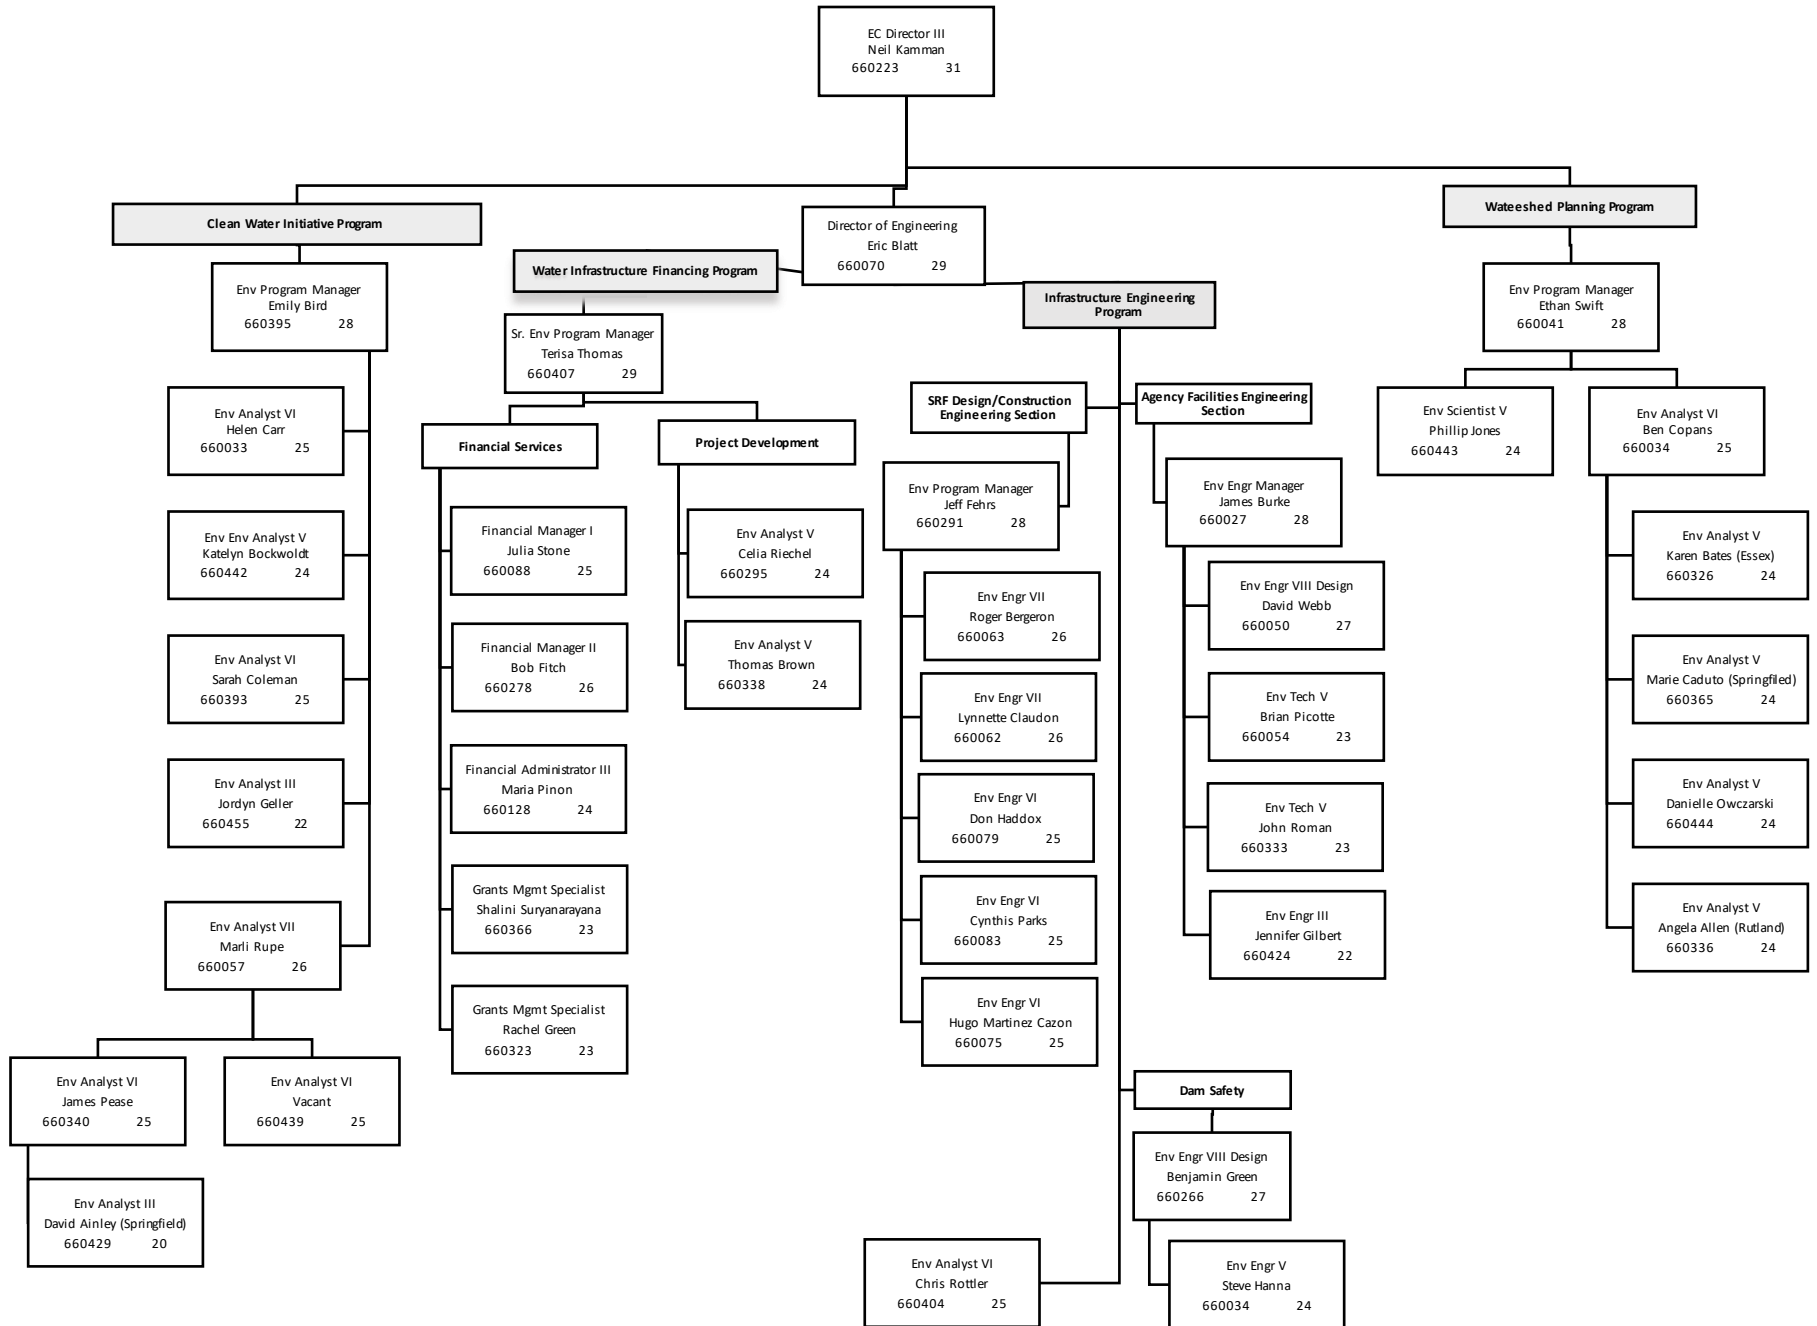 EC Director III
Neil Kamman
660223 31
Clean Water Initiative Program
Env Program Manager
Emily Bird
660395 28
Env Analyst VI
Helen Carr
660033 25
Env Env Analyst V
Katelyn Bockwoldt
660442 24
Env Analyst VI
Sarah Coleman
660393 25
Env Analyst III
Jordyn Geller
660455 22
Env Analyst VII
Marli Rupe
660057 26
Env Analyst VI
James Pease
660340 25
Env Analyst VI
Vacant
660439 25
Env Analyst III
David Ainley (Springfield)
660429 20
Director of Engineering
Eric Blatt
660070 29
Water Infrastructure Financing Program
Sr. Env Program Manager
Terisa Thomas
660407 29
Financial Services
Financial Manager I
Julia Stone
660088 25
Financial Manager II
Bob Fitch
660278 26
Financial Administrator III
Maria Pinon
660128 24
Grants Mgmt Specialist
Shalini Suryanarayana
660366 23
Grants Mgmt Specialist
Rachel Green
660323 23
Project Development
Env Analyst V
Celia Riechel
660295 24
Env Analyst V
Thomas Brown
660338 24
Infrastructure Engineering
Program
SRF Design/Construction
Engineering Section
Env Program Manager
Jeff Fehrs
660291 28
Env Engr VII
Roger Bergeron
660063 26
Env Engr VII
Lynnette Claudon
660062 26
Env Engr VI
Don Haddox
660079 25
Env Engr VI
Cynthis Parks
660083 25
Env Engr VI
Hugo Martinez Cazon
660075 25
Agency Facilities Engineering
Section
Env Engr Manager
James Burke
660027 28
Env Engr VIII Design
David Webb
660050 27
Env Tech V
Brian Picotte
660054 23
Env Tech V
John Roman
660333 23
Env Engr III
Jennifer Gilbert
660424 22
Dam Safety
Env Engr VIII Design
Benjamin Green
660266 27
Env Engr V
Steve Hanna
660034 24
Env Analyst VI
Chris Rottler
660404 25
Wateeshed Planning Program
Env Program Manager
Ethan Swift
660041 28
Env Scientist V
Phillip Jones
660443 24
Env Analyst VI
Ben Copans
660034 25
Env Analyst V
Karen Bates (Essex)
660326 24
Env Analyst V
Marie Caduto (Springfiled)
660365 24
Env Analyst V
Danielle Owczarski
660444 24
Env Analyst V
Angela Allen (Rutland)
660336 24